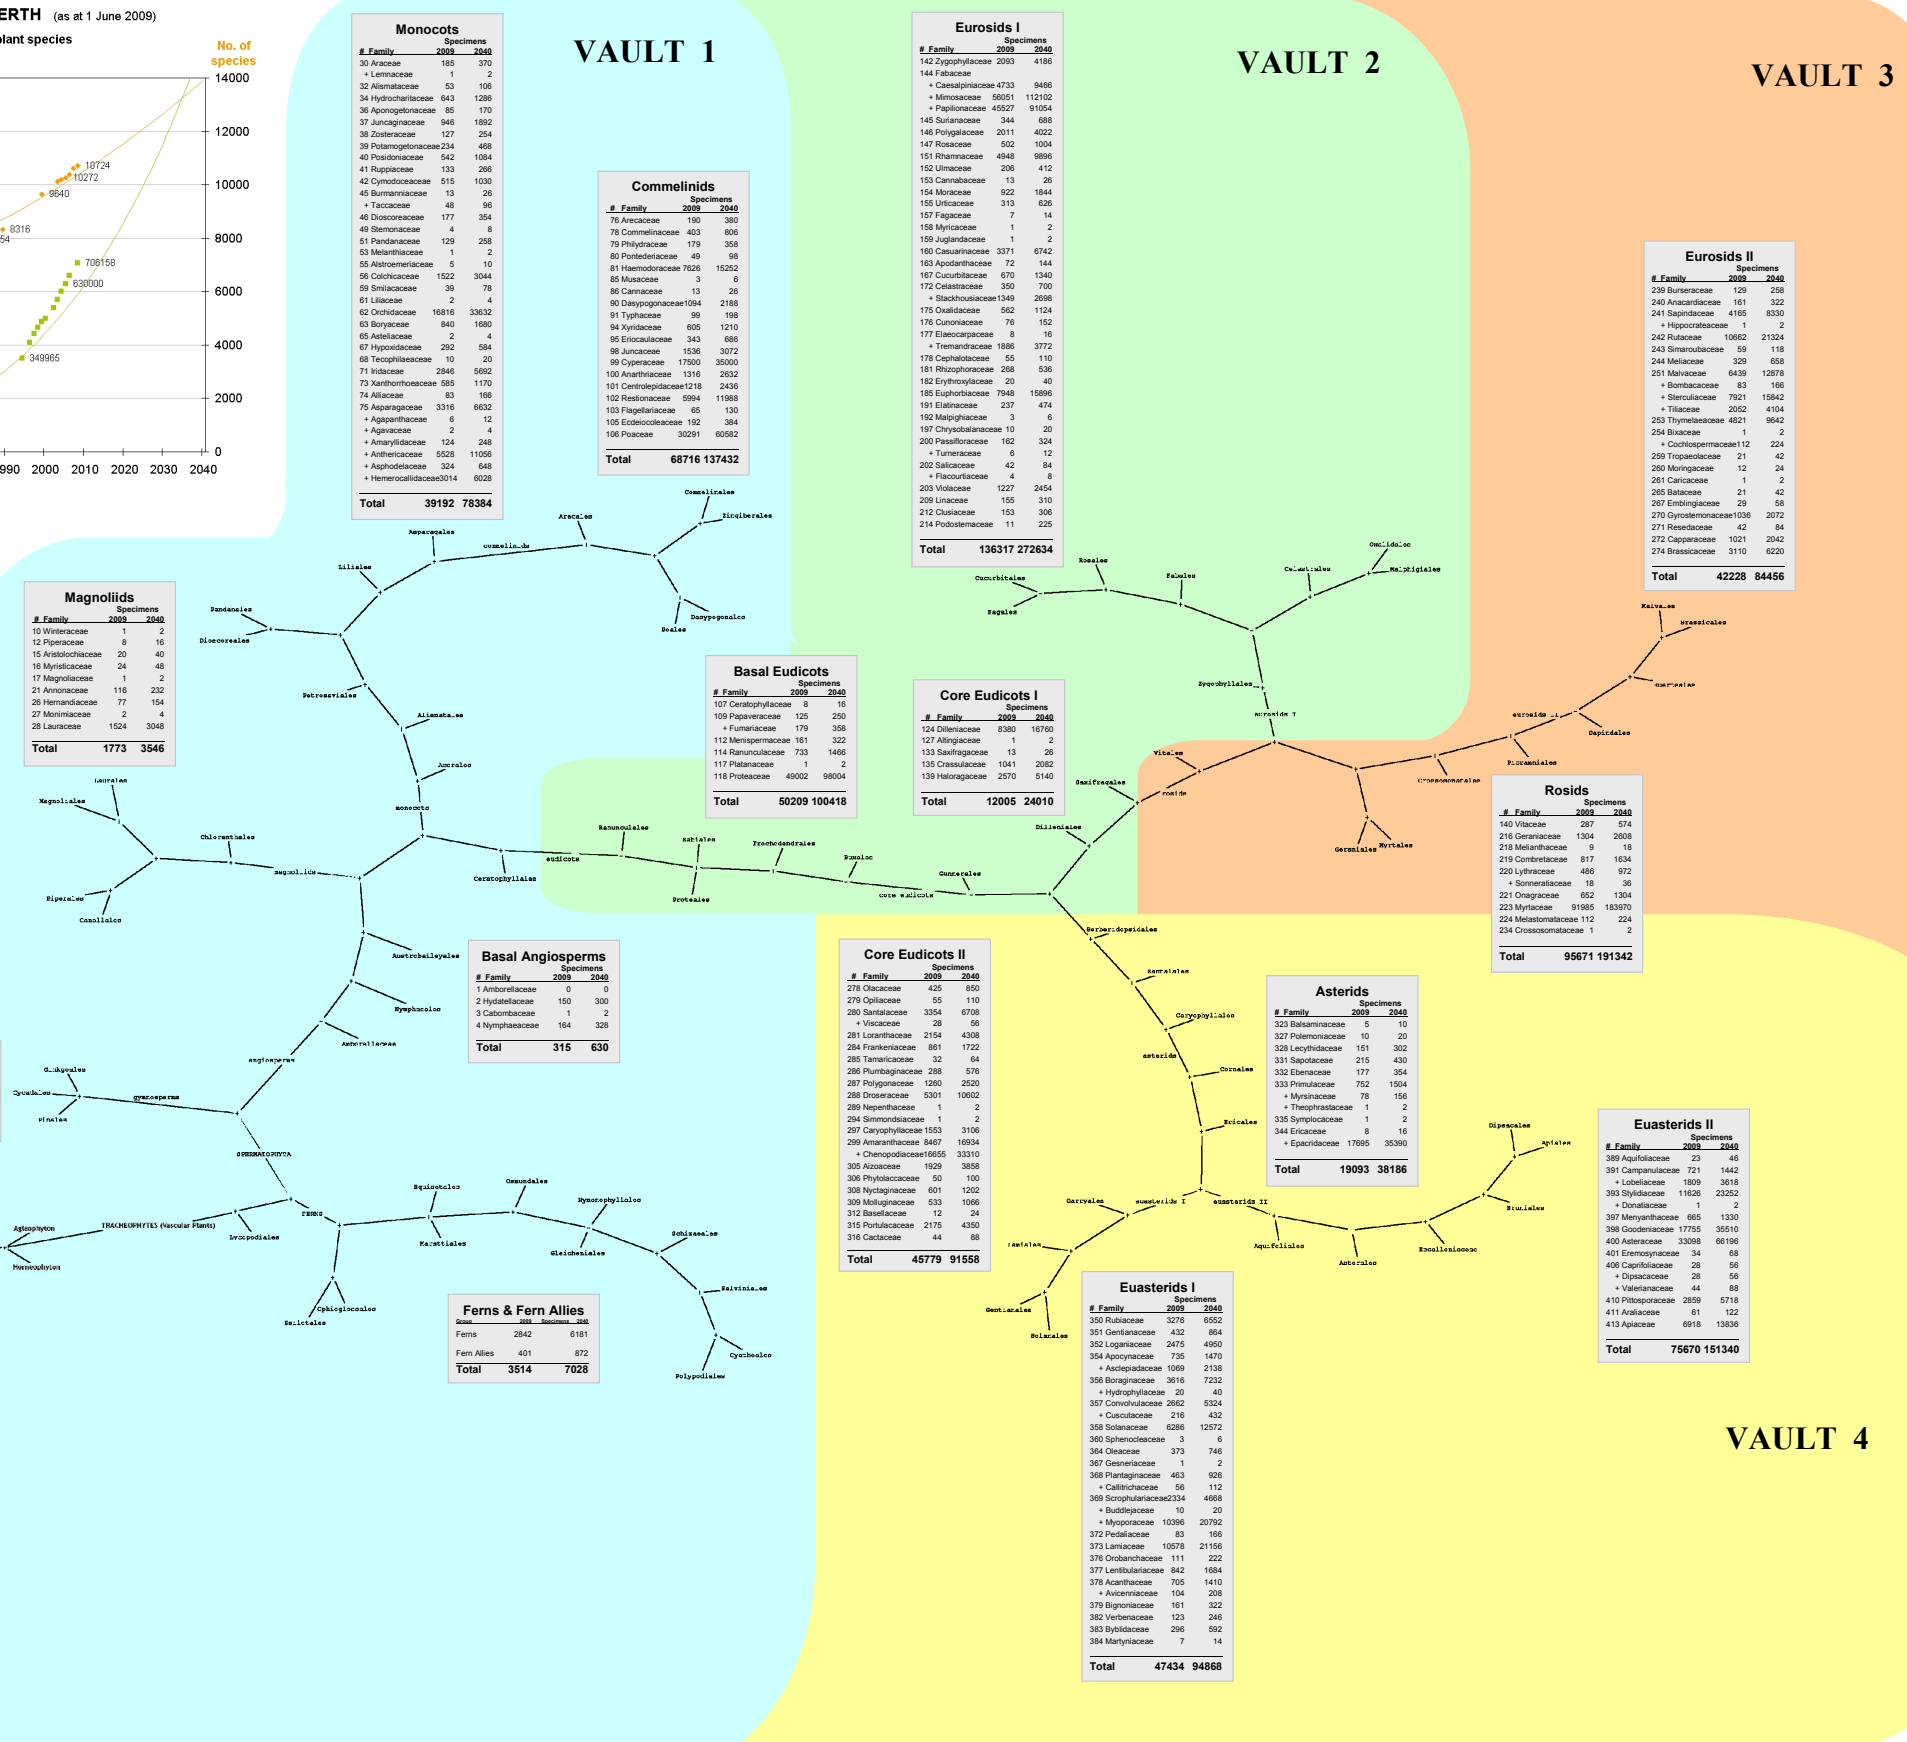 ERTH (as at 1 June 2009)
plant species
No. of
species
14000
12000
10000
8000
6000
4000
2000
0
10724
10272
9640
8316
54
706158
630000
349965
990 2000 2010 2020 2030 2040
VAULT 1
VAULT 2
VAULT 3
VAULT 4
Monocots
Specimens
# Family 2009 2040
30 Araceae 185 370
+ Lemnaceae 1 2
32 Alismataceae 53 106
34 Hydrocharitaceae 643 1286
36 Aponogetonaceae 85 170
37 Juncaginaceae 946 1892
38 Zosteraceae 127 254
39 Potamogetonaceae 234 468
40 Posidoniaceae 542 1084
41 Ruppiaceae 133 266
42 Cymodoceaceae 515 1030
45 Burmanniaceae 13 26
+ Taccaceae 48 96
46 Dioscoreaceae 177 354
49 Stemonaceae 4 8
51 Pandanaceae 129 258
53 Melanthiaceae 1 2
55 Alstroemeriaceae 5 10
56 Colchicaceae 1522 3044
59 Smilacaceae 39 78
61 Liliaceae 2 4
62 Orchidaceae 16816 33632
63 Boryaceae 840 1680
65 Asteliaceae 2 4
67 Hypoxidaceae 292 584
68 Tecophilaeaceae 10 20
71 Iridaceae 2846 5692
73 Xanthorrhoeaceae 585 1170
74 Alliaceae 83 166
75 Asparagaceae 3316 6632
+ Agapanthaceae 6 12
+ Agavaceae 2 4
+ Amaryllidaceae 124 248
+ Anthericaceae 5528 11056
+ Asphodelaceae 324 648
+ Hemerocallidaceae 3014 6028
Total 39192 78384
Commelinids
Specimens
# Family 2009 2040
76 Arecaceae 190 380
78 Commelinaceae 403 806
79 Philydraceae 179 358
80 Pontederiaceae 49 98
81 Haemodoraceae 7626 15252
85 Musaceae 3 6
86 Cannaceae 13 26
90 Dasypogonaceae 1094 2188
91 Typhaceae 99 198
94 Xyridaceae 605 1210
95 Eriocaulaceae 343 686
98 Juncaceae 1536 3072
99 Cyperaceae 17500 35000
100 Anarthriaceae 1316 2632
101 Centrolepidaceae 1218 2436
102 Restionaceae 5994 11988
103 Flagellariaceae 65 130
105 Ecdeiocoleaceae 192 384
106 Poaceae 30291 60582
Total 68716 137432
Eurosids I
Specimens
# Family 2009 2040
142 Zygophyllaceae 2093 4186
144 Fabaceae
+ Caesalpiniaceae 4733 9466
+ Mimosaceae 56051 112102
+ Papilionaceae 45527 91054
145 Surianaceae 344 688
146 Polygalaceae 2011 4022
147 Rosaceae 502 1004
151 Rhamnaceae 4948 9896
152 Ulmaceae 206 412
153 Cannabaceae 13 26
154 Moraceae 922 1844
155 Urticaceae 313 626
157 Fagaceae 7 14
158 Myricaceae 1 2
159 Juglandaceae 1 2
160 Casuarinaceae 3371 6742
163 Apodanthaceae 72 144
167 Cucurbitaceae 670 1340
172 Celastraceae 350 700
+ Stackhousiaceae 1349 2698
175 Oxalidaceae 562 1124
176 Cunoniaceae 76 152
177 Elaeocarpaceae 8 16
+ Tremandraceae 1886 3772
178 Cephalotaceae 55 110
181 Rhizophoraceae 268 536
182 Erythroxylaceae 20 40
185 Euphorbiaceae 7948 15896
191 Elatinaceae 237 474
192 Malpighiaceae 3 6
197 Chrysobalanaceae 10 20
200 Passifloraceae 162 324
+ Turneraceae 6 12
202 Salicaceae 42 84
+ Flacourtiaceae 4 8
203 Violaceae 1227 2454
209 Linaceae 155 310
212 Clusiaceae 153 306
214 Podostemaceae 11 225
Total 136317 272634
Eurosids II
Specimens
# Family 2009 2040
239 Burseraceae 129 258
240 Anacardiaceae 161 322
241 Sapindaceae 4165 8330
+ Hippocrateaceae 1 2
242 Rutaceae 10662 21324
243 Simaroubaceae 59 118
244 Meliaceae 329 658
251 Malvaceae 6439 12878
+ Bombacaceae 83 166
+ Sterculiaceae 7921 15842
+ Tiliaceae 2052 4104
253 Thymelaeaceae 4821 9642
254 Bixaceae 1 2
+ Cochlospermaceae 112 224
259 Tropaeolaceae 21 42
260 Moringaceae 12 24
261 Caricaceae 1 2
265 Bataceae 21 42
267 Emblingiaceae 29 58
270 Gyrostemonaceae 1036 2072
271 Resedaceae 42 84
272 Capparaceae 1021 2042
274 Brassicaceae 3110 6220
Total 42228 84456
Magnoliids
Specimens
# Family 2009 2040
10 Winteraceae 1 2
12 Piperaceae 8 16
15 Aristolochiaceae 20 40
16 Myristicaceae 24 48
17 Magnoliaceae 1 2
21 Annonaceae 116 232
26 Hernandiaceae 77 154
27 Monimiaceae 2 4
28 Lauraceae 1524 3048
Total 1773 3546
Basal Eudicots
Specimens
# Family 2009 2040
107 Ceratophyllaceae 8 16
109 Papaveraceae 125 250
+ Fumariaceae 179 358
112 Menispermaceae 161 322
114 Ranunculaceae 733 1466
117 Platanaceae 1 2
118 Proteaceae 49002 98004
Total 50209 100418
Core Eudicots I
Specimens
# Family 2009 2040
124 Dilleniaceae 8380 16760
127 Altingiaceae 1 2
133 Saxifragaceae 13 26
135 Crassulaceae 1041 2082
139 Haloragaceae 2570 5140
Total 12005 24010
Rosids
Specimens
# Family 2009 2040
140 Vitaceae 287 574
216 Geraniaceae 1304 2608
218 Melianthaceae 9 18
219 Combretaceae 817 1634
220 Lythraceae 486 972
+ Sonneratiaceae 18 36
221 Onagraceae 652 1304
223 Myrtaceae 91985 183970
224 Melastomataceae 112 224
234 Crossosomataceae 1 2
Total 95671 191342
Basal Angiosperms
Specimens
# Family 2009 2040
1 Amborellaceae 0 0
2 Hydatellaceae 150 300
3 Cabombaceae 1 2
4 Nymphaeaceae 164 328
Total 315 630
Core Eudicots II
Specimens
# Family 2009 2040
278 Olacaceae 425 850
279 Opiliaceae 55 110
280 Santalaceae 3354 6708
+ Viscaceae 28 56
281 Loranthaceae 2154 4308
284 Frankeniaceae 861 1722
285 Tamaricaceae 32 64
286 Plumbaginaceae 288 576
287 Polygonaceae 1260 2520
288 Droseraceae 5301 10602
289 Nepenthaceae 1 2
294 Simmondsiaceae 1 2
297 Caryophyllaceae 1553 3106
299 Amaranthaceae 8467 16934
+ Chenopodiaceae 16655 33310
305 Aizoaceae 1929 3858
306 Phytolaccaceae 50 100
308 Nyctaginaceae 601 1202
309 Molluginaceae 533 1066
312 Basellaceae 12 24
315 Portulacaceae 2175 4350
316 Cactaceae 44 88
Total 45779 91558
Asterids
Specimens
# Family 2009 2040
323 Balsaminaceae 5 10
327 Polemoniaceae 10 20
328 Lecythidaceae 151 302
331 Sapotaceae 215 430
332 Ebenaceae 177 354
333 Primulaceae 752 1504
+ Myrsinaceae 78 156
+ Theophrastaceae 1 2
335 Symplocaceae 1 2
344 Ericaceae 8 16
+ Epacridaceae 17695 35390
Total 19093 38186
Euasterids II
Specimens
# Family 2009 2040
389 Aquifoliaceae 23 46
391 Campanulaceae 721 1442
+ Lobeliaceae 1809 3618
393 Stylidiaceae 11626 23252
+ Donatiaceae 1 2
397 Menyanthaceae 665 1330
398 Goodeniaceae 17755 35510
400 Asteraceae 33098 66196
401 Eremosynaceae 34 68
406 Caprifoliaceae 28 56
+ Dipsacaceae 28 56
+ Valerianaceae 44 88
410 Pittosporaceae 2859 5718
411 Araliaceae 61 122
413 Apiaceae 6918 13836
Total 75670 151340
Ferns & Fern Allies
Group 2009 Specimens 2040
Ferns 2842 6181
Fern Allies 401 872
Total 3514 7028
Euasterids I
Specimens
# Family 2009 2040
350 Rubiaceae 3276 6552
351 Gentianaceae 432 864
352 Loganiaceae 2475 4950
354 Apocynaceae 735 1470
+ Asclepiadaceae 1069 2138
356 Boraginaceae 3616 7232
+ Hydrophyllaceae 20 40
357 Convolvulaceae 2662 5324
+ Cuscutaceae 216 432
358 Solanaceae 6286 12572
360 Sphenocleaceae 3 6
364 Oleaceae 373 746
367 Gesneriaceae 1 2
368 Plantaginaceae 463 926
+ Callitrichaceae 56 112
369 Scrophulariaceae 2334 4668
+ Buddlejaceae 10 20
+ Myoporaceae 10396 20792
372 Pedaliaceae 83 166
373 Lamiaceae 10578 21156
376 Orobanchaceae 111 222
377 Lentibulariaceae 842 1684
378 Acanthaceae 705 1410
+ Avicenniaceae 104 208
379 Bignoniaceae 161 322
382 Verbenaceae 123 246
383 Byblidaceae 296 592
384 Martyniaceae 7 14
Total 47434 94868
Commelinales
Zingiberales
Arecales
commelinids
Asparagales
Liliales
Pandanales
Dioscoreales
Dasypogonales
Petrosaviales
Alismatales
Acorales
monocots
Laurales
Magnoliales
Chloranthales
magnoliids
Piperales
Canellales
Ceratophyllales
eudicots
Ranunculales
Sabiales
Proteales
Trochodendrales
Buxales
Gunnerales
core eudicots
Dilleniales
Saxifragales
Vitales
rosids
Cucurbitales
Fagales
Rosales
Fabales
Celastrales
Oxalidales
Malphigiales
Zygophyllales
eurosids I
eurosids II
Malvales
Brassicales
Sapindales
Picramniales
Crossomatales
Geraniales
Myrtales
Austrobaileyales
Nymphaeales
Amborellaceae
angiosperms
Ginkgoales
Cycadales
Pinales
gymnosperms
SPERMATOPHYDA
TRACHEOPHYTES (Vascular Plants)
Aglaophyton
Horneophyton
Lycopodiales
FERNS
Equisetales
Marattiales
Osmundales
Hymenophyllales
Gleicheniales
Schizaeales
Salviniales
Cyatheales
Polypodiales
Ophioglossales
Psilotales
Berberidopsidales
Santalales
Caryophyllales
asterids
Cornales
Ericales
Garryales
euasterids I
euasterids II
Lamiales
Gentianales
Solanales
Aquifoliales
Asterales
Escalloniaceae
Bruniales
Dipsacales
Apiales